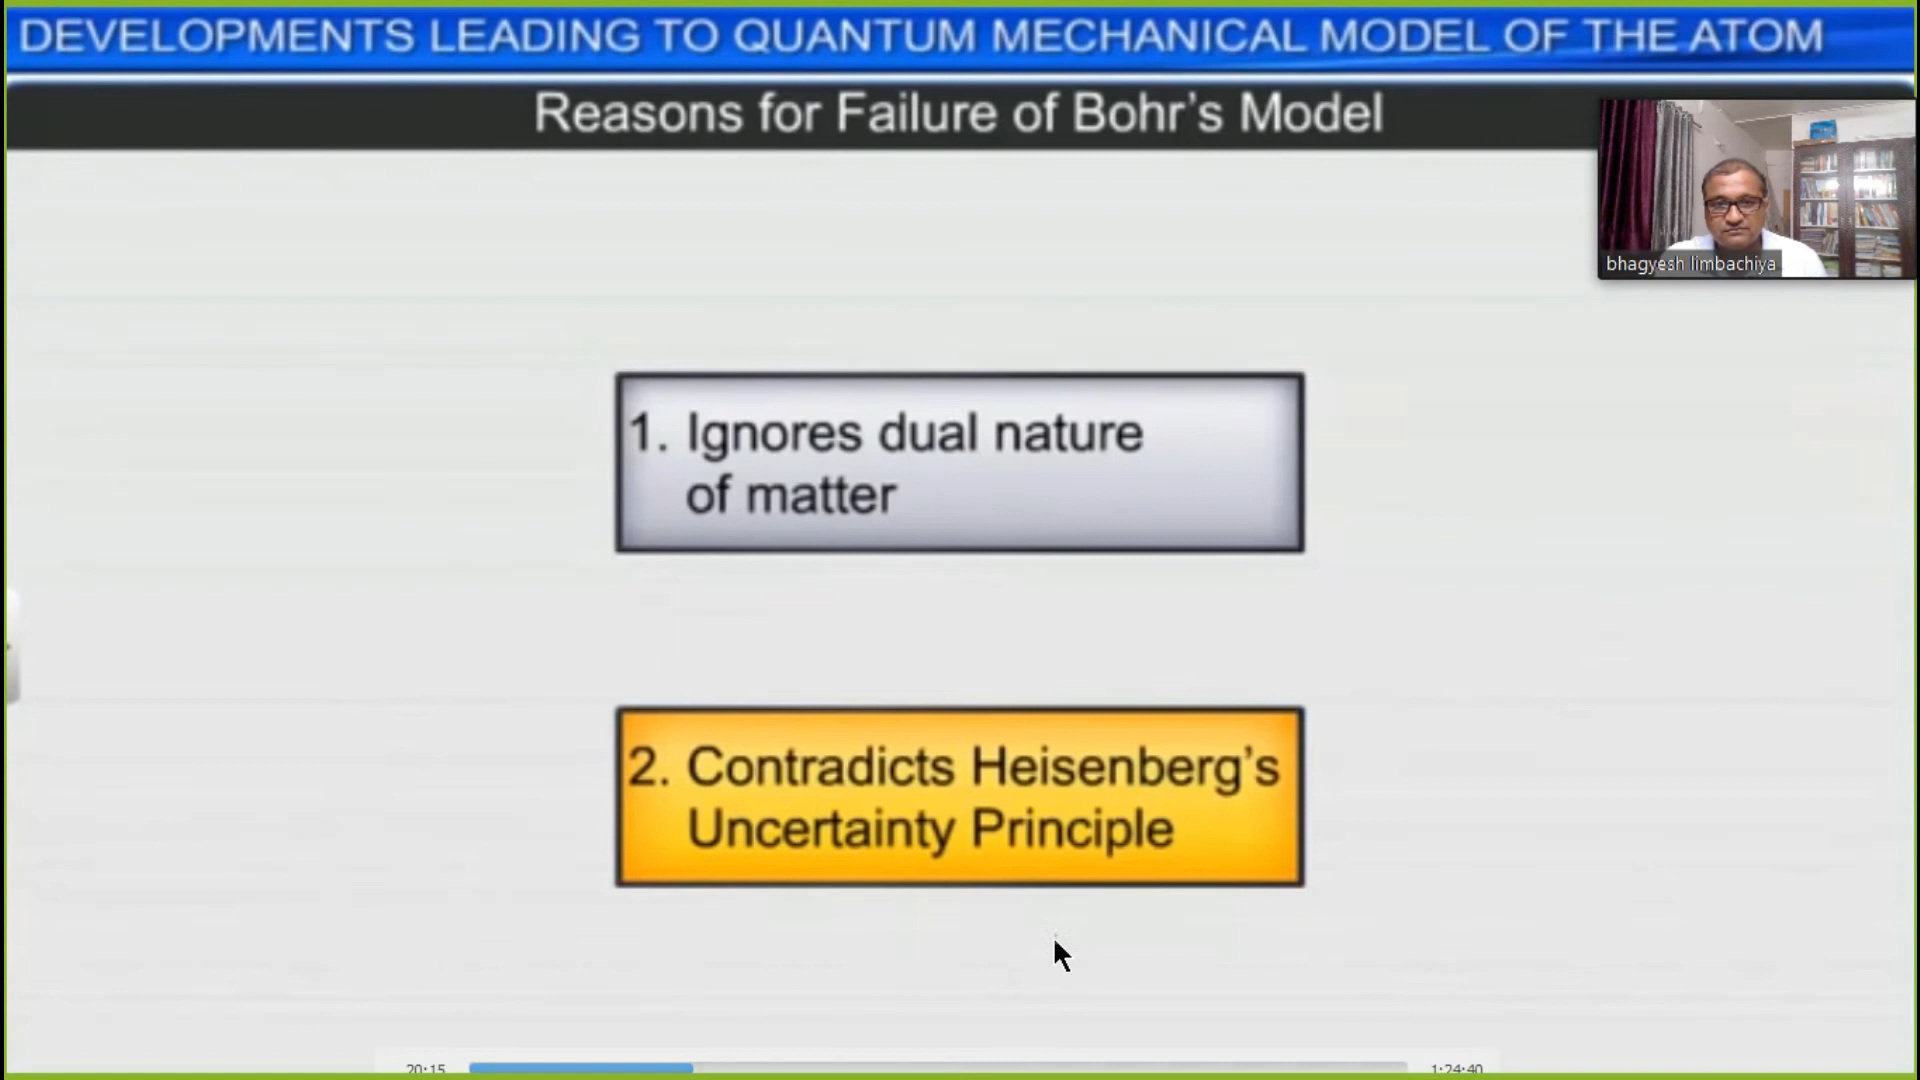 DEVELOPMENTS LEADING TO QUANTUM MECHANICAL MODEL OF THE ATOM
Reasons for Failure of Bohr's Model
bhagyesh limbachiya
1. Ignores dual nature
of matter
2. Contradicts Heisenberg's
Uncertainty Principle
20:15
1:24:40